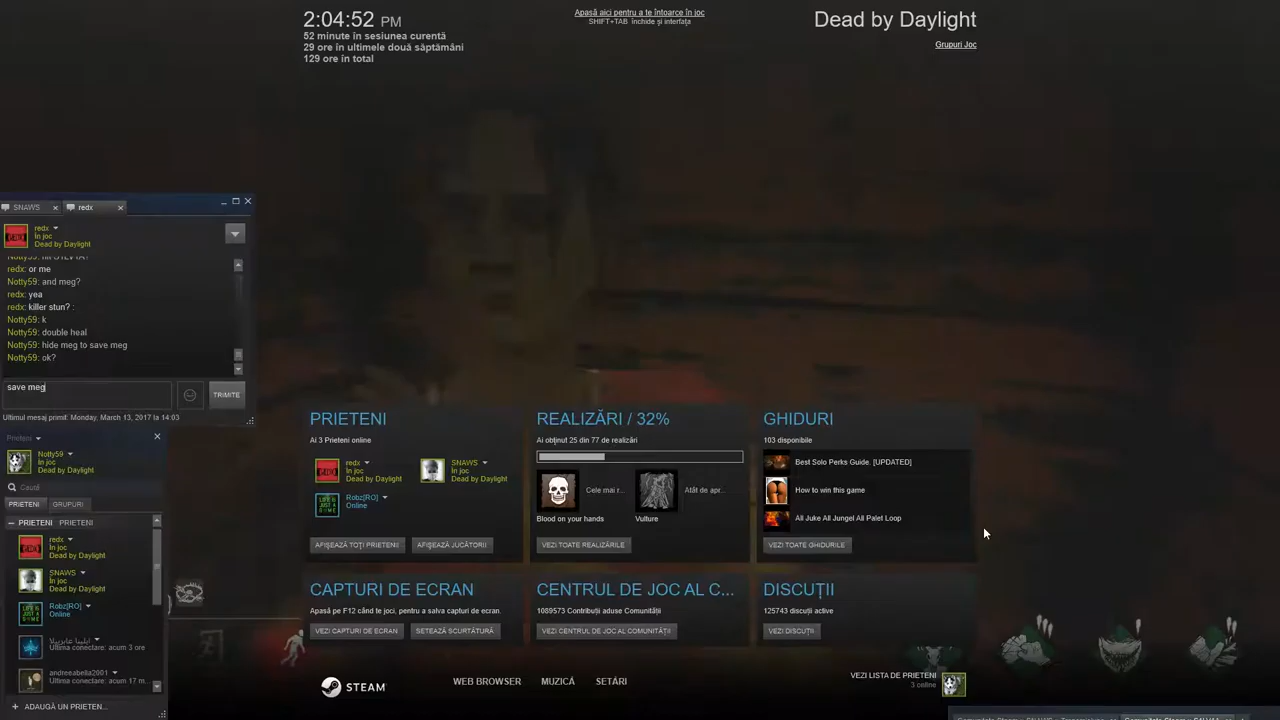 2:04:52 PM
52 minute în sesiunea curentă
29 ore în ultimele două săptămâni
129 ore în total
Apasă aici pentru a te întoarce în joc
SHIFT+TAB închide și interfața
Dead by Daylight
Grupuri Joc
SNAWS
redx
redx
În joc
Dead by Daylight
redx: or me
Notty59: and meg?
redx: yea
redx: killer stun? :
Notty59: k
Notty59: double heal
Notty59: hide meg to save meg
Notty59: ok?
save meg
TRIMITE
Ultimul mesaj primit: Monday, March 13, 2017 la 14:03
Prieteni
Notty59
În joc
Dead by Daylight
Caută
PRIETENI
GRUPURI
PRIETENI PRIETENI
redx
În joc
Dead by Daylight
SNAWS
În joc
Dead by Daylight
Robz[RO]
Online
Ultima conectare: acum 3 ore
andreeabella2001
Ultima conectare: acum 17 m...
+ ADAUGĂ UN PRIETEN...
PRIETENI
Ai 3 Prieteni online
redx
În joc
Dead by Daylight
SNAWS
În joc
Dead by Daylight
Robz[RO]
Online
AFIȘEAZĂ TOȚI PRIETENII
AFIȘEAZĂ JUCĂTORII
REALIZĂRI / 32%
Ai obținut 25 din 77 de realizări
Cele mai r...
Atât de apr...
Blood on your hands
Vulture
VEZI TOATE REALIZĂRILE
GHIDURI
103 disponibile
Best Solo Perks Guide. [UPDATED]
How to win this game
All Juke All Jungel All Palet Loop
VEZI TOATE GHIDURILE
CAPTURI DE ECRAN
Apasă pe F12 când te joci, pentru a salva capturi de ecran.
VEZI CAPTURI DE ECRAN
SETEAZĂ SCURTĂTURĂ
CENTRUL DE JOC AL C...
1089573 Contribuții aduse Comunității
VEZI CENTRUL DE JOC AL COMUNITĂȚII
DISCUȚII
125743 discuții active
VEZI DISCUȚII
STEAM
WEB BROWSER
MUZICĂ
SETĂRI
VEZI LISTA DE PRIETENI
3 online